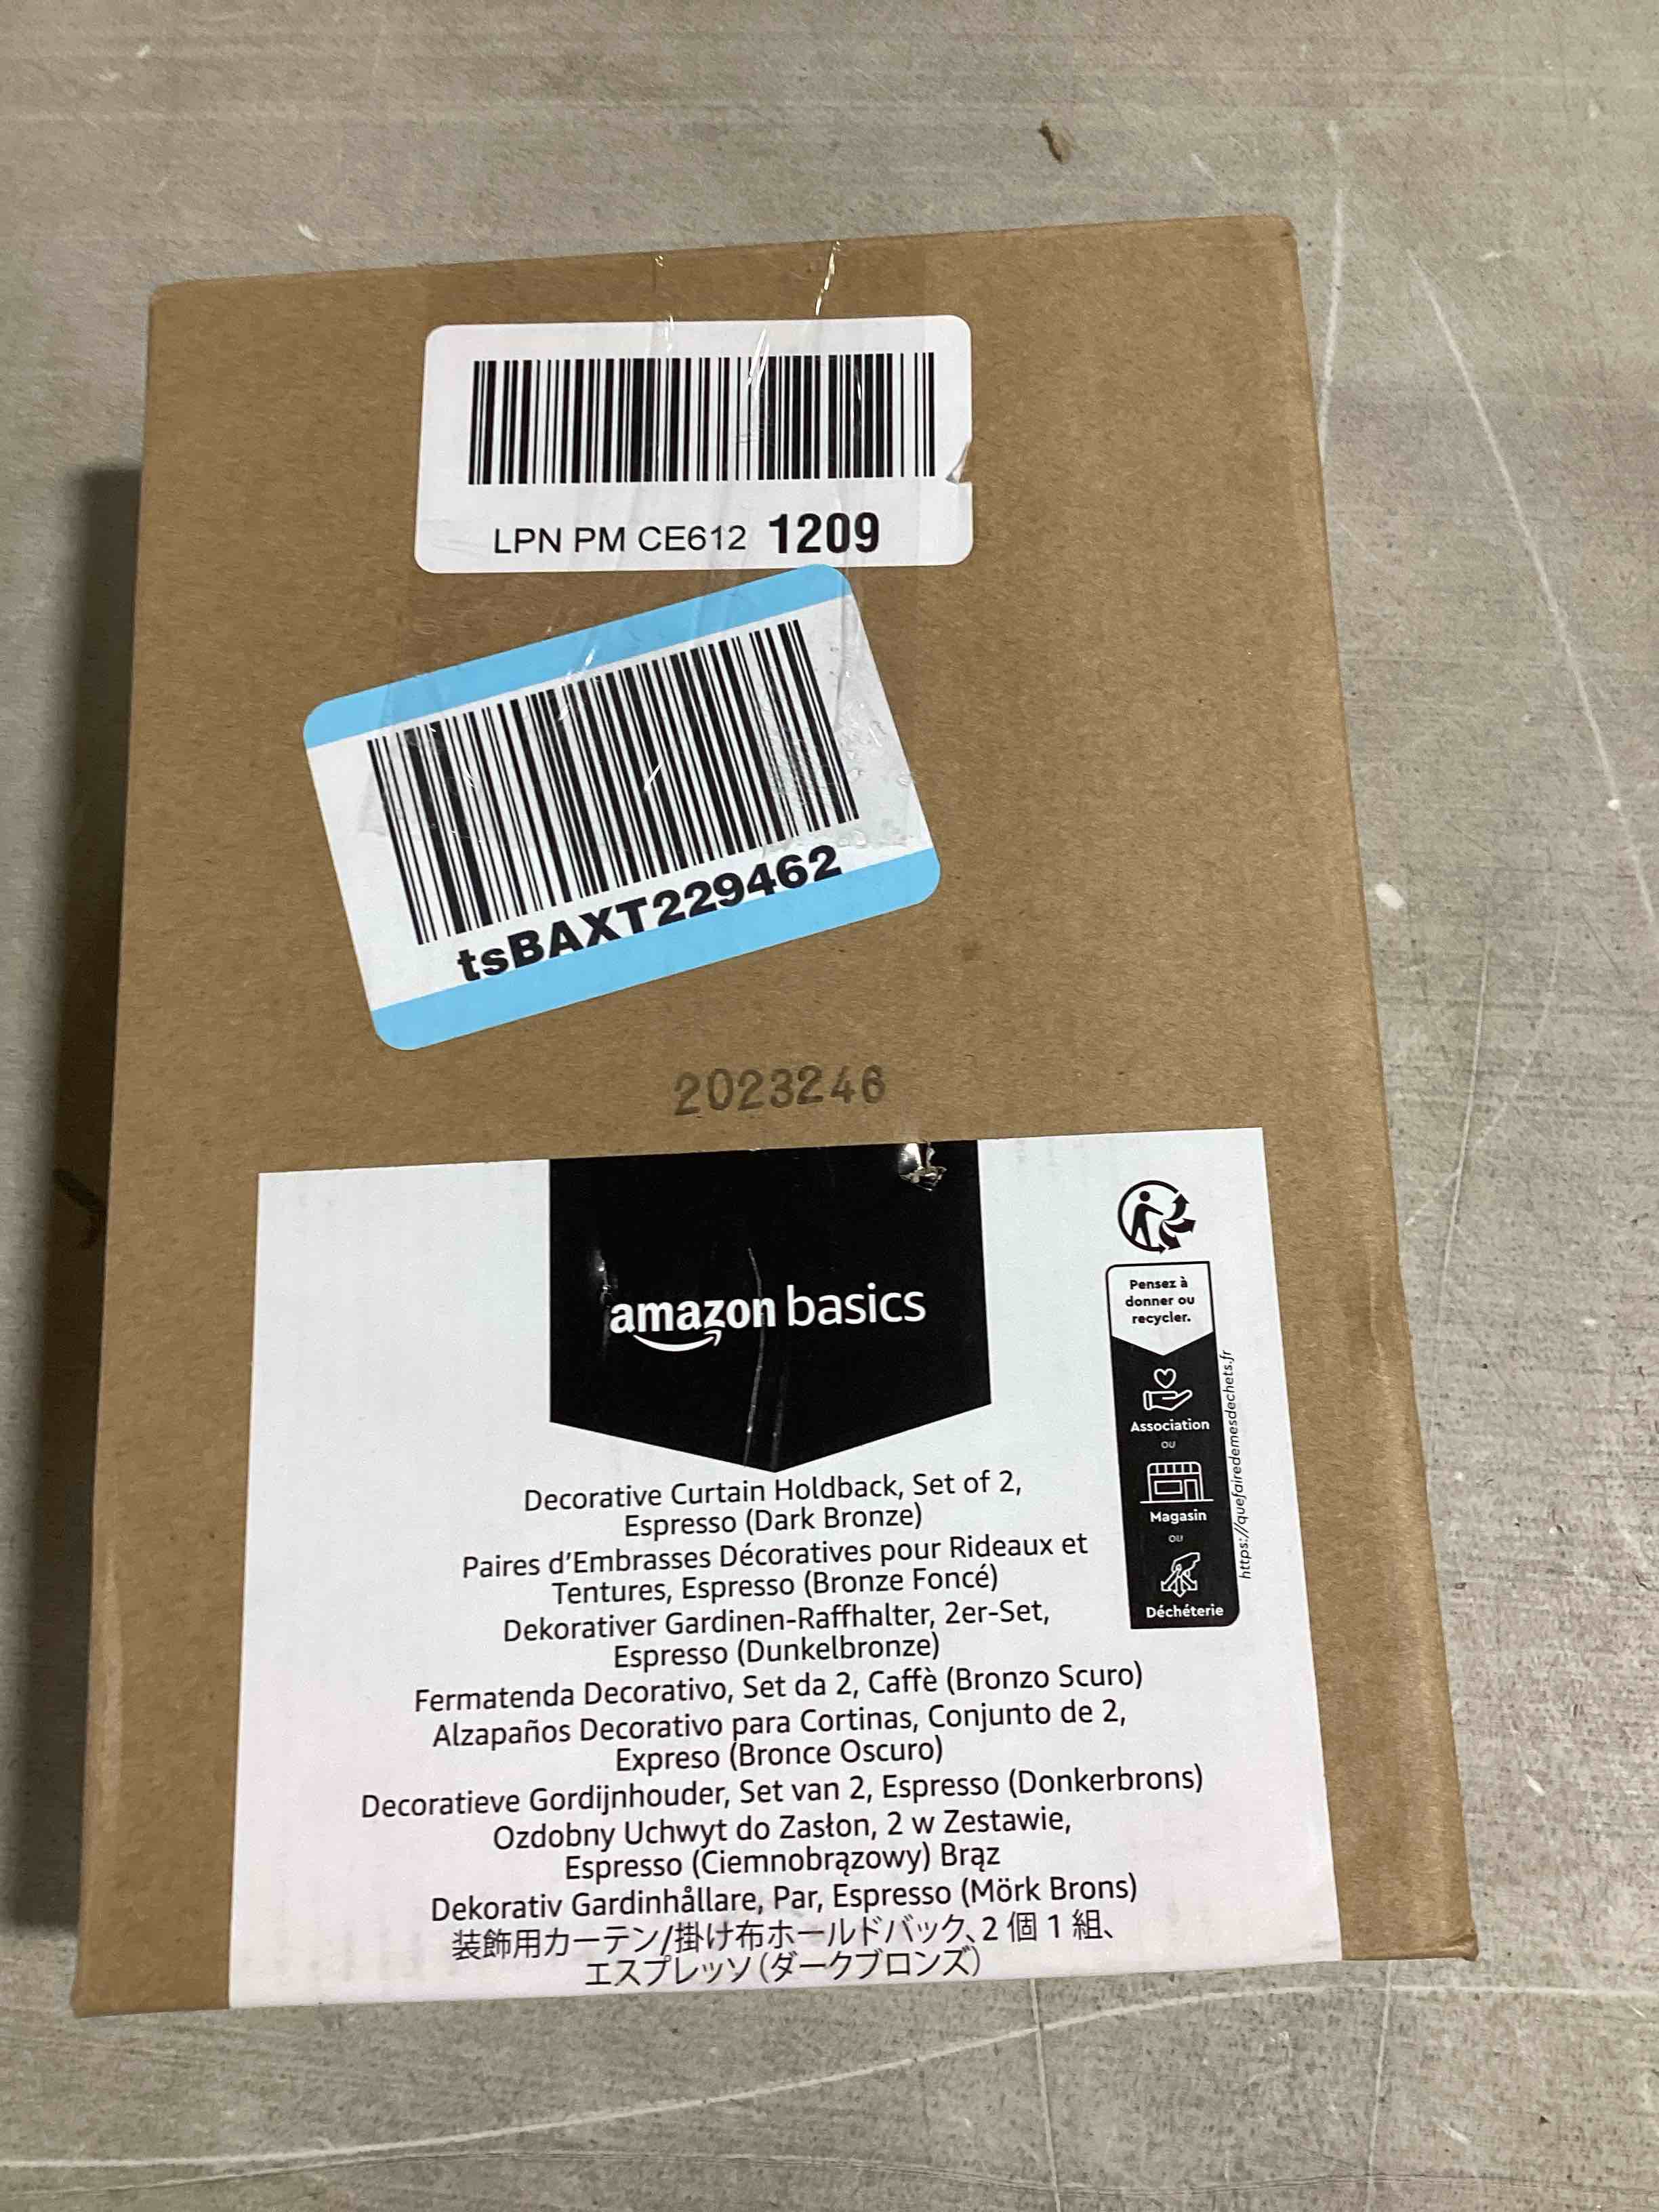 LPN PM CE612 1209
tsBAXT229462
2023246
amazon basics
Pensez à
donner ou
recycler.
Association
OU
Magasin
OU
Déchéterie
https://quefairedemesdechets.fr
Decorative Curtain Holdback, Set of 2,
Espresso (Dark Bronze)
Paires d'Embrasses Décoratives pour Rideaux et
Tentures, Espresso (Bronze Foncé)
Dekorativer Gardinen-Raffhalter, 2er-Set,
Espresso (Dunkelbronze)
Fermatenda Decorativo, Set da 2, Caffè (Bronzo Scuro)
Alzapaños Decorativo para Cortinas, Conjunto de 2,
Expreso (Bronce Oscuro)
Decoratieve Gordijnhouder, Set van 2, Espresso (Donkerbrons)
Ozdobny Uchwyt do Zasłon, 2 w Zestawie,
Espresso (Ciemnobrązowy) Brąz
Dekorativ Gardinhållare, Par, Espresso (Mörk Brons)
装飾用カーテン/掛け布ホールドバック、2 個 1 組、
エスプレッソ（ダークブロンズ）